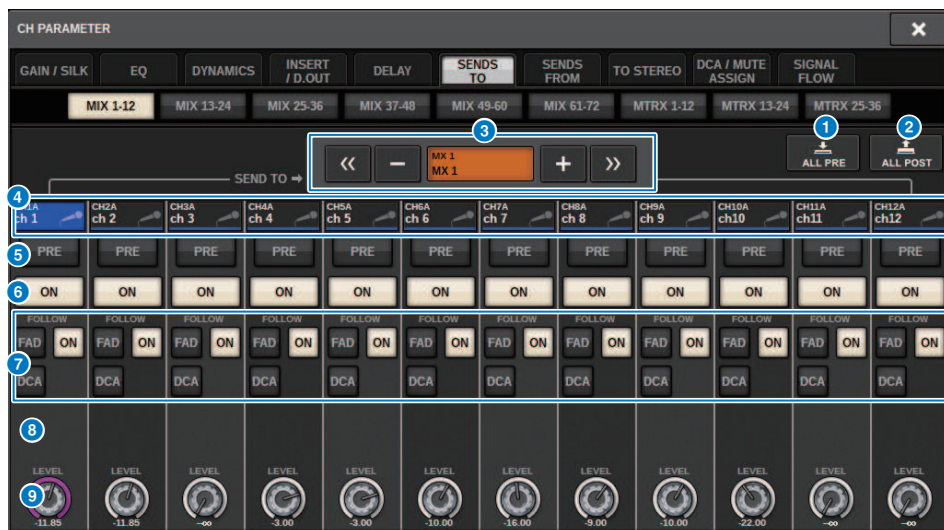 CH PARAMETER
GAIN / SILK EQ DYNAMICS INSERT / D.OUT DELAY SENDS TO SENDS FROM TO STEREO DCA / MUTE ASSIGN SIGNAL FLOW
MIX 1-12 MIX 13-24 MIX 25-36 MIX 37-48 MIX 49-60 MIX 61-72 MTRX 1-12 MTRX 13-24 MTRX 25-36
3 1 2
MX 1
MX 1
ALL PRE ALL POST
SEND TO →
4
CH1A CH2A CH3A CH4A CH5A CH6A CH7A CH8A CH9A CH10A CH11A CH12A
ch 1 ch 2 ch 3 ch 4 ch 5 ch 6 ch 7 ch 8 ch 9 ch10 ch11 ch12
5 PRE PRE PRE PRE PRE PRE PRE PRE PRE PRE PRE PRE
6 ON ON ON ON ON ON ON ON ON ON ON ON
FOLLOW FOLLOW FOLLOW FOLLOW FOLLOW FOLLOW FOLLOW FOLLOW FOLLOW FOLLOW FOLLOW FOLLOW
FAD ON FAD ON FAD ON FAD ON FAD ON FAD ON FAD ON FAD ON FAD ON FAD ON FAD ON FAD ON
7
DCA DCA DCA DCA DCA DCA DCA DCA DCA DCA DCA DCA
8
LEVEL LEVEL LEVEL LEVEL LEVEL LEVEL LEVEL LEVEL LEVEL LEVEL LEVEL LEVEL
9
-11.85 -11.85 -∞ -3.00 -3.00 -10.00 -16.00 -9.00 -10.00 -22.00 -∞ -∞